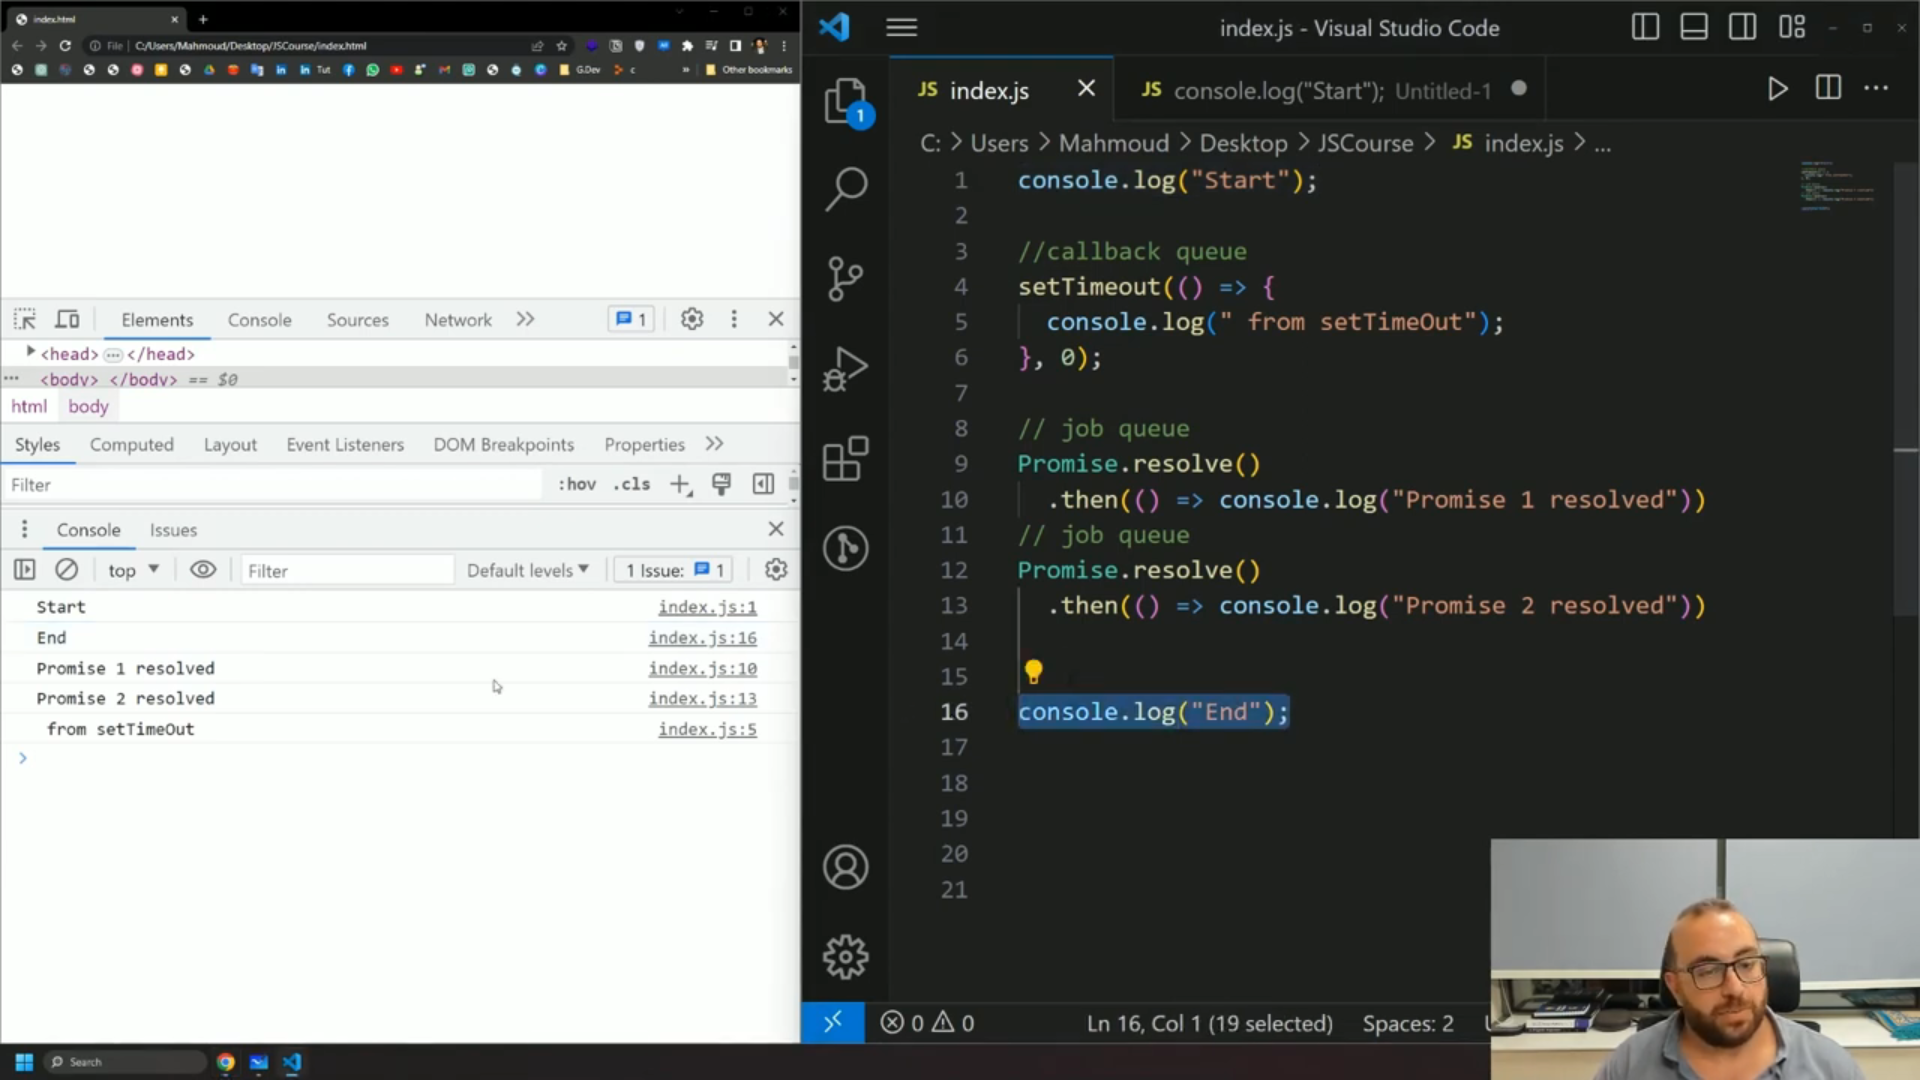 index.html
File
C:/Users/Mahmoud/Desktop/JSCourse/index.html
Tut
G.Dev
c
»
Other bookmarks
Elements
Console
Sources
Network
1
<head> … </head>
<body> </body> == $0
html
body
Styles
Computed
Layout
Event Listeners
DOM Breakpoints
Properties
Filter
:hov
.cls
Console
Issues
top
Filter
Default levels
1 Issue:
1
Start
index.js:1
End
index.js:16
Promise 1 resolved
index.js:10
Promise 2 resolved
index.js:13
from setTimeOut
index.js:5
>
Search
index.js - Visual Studio Code
JS index.js
JS console.log("Start"); Untitled-1
1
C: > Users > Mahmoud > Desktop > JSCourse > JS index.js > ...
1 console.log("Start");
2
3 //callback queue
4 setTimeout(() => {
5 console.log(" from setTimeOut");
6 }, 0);
7
8 // job queue
9 Promise.resolve()
10 .then(() => console.log("Promise 1 resolved"))
11 // job queue
12 Promise.resolve()
13 .then(() => console.log("Promise 2 resolved"))
14
15
16 console.log("End");
17
18
19
20
21
0
0
Ln 16, Col 1 (19 selected)
Spaces: 2